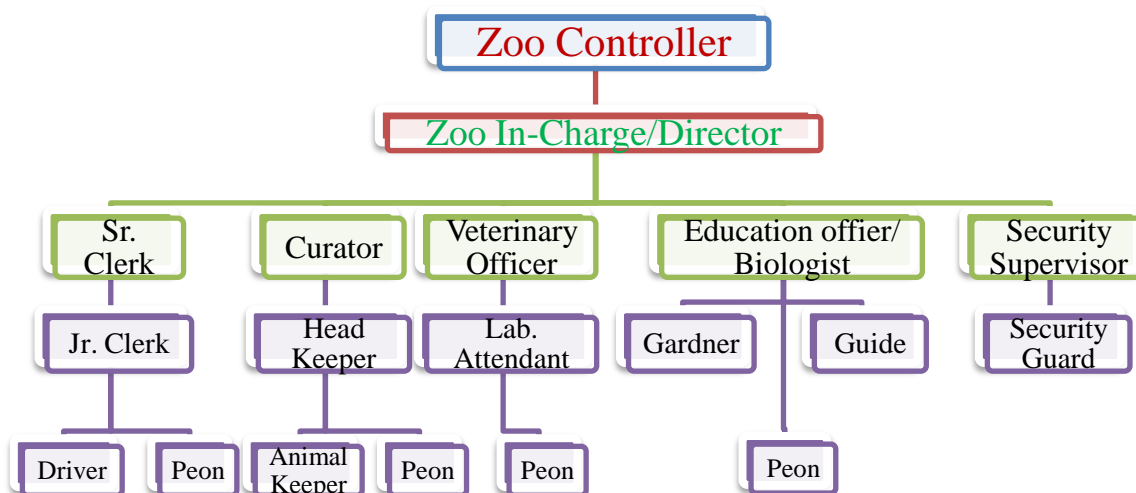 Zoo Controller
Zoo In-Charge/Director
Sr.
Clerk
Curator
Veterinary
Officer
Education offier/
Biologist
Security
Supervisor
Jr. Clerk
Head
Keeper
Lab.
Attendant
Gardner
Guide
Security
Guard
Driver
Peon
Animal
Keeper
Peon
Peon
Peon